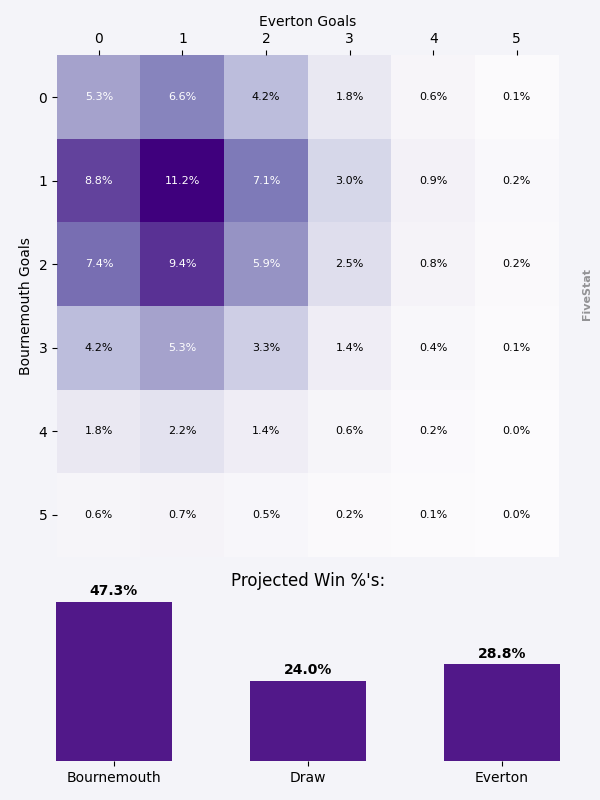 Everton Goals
0 1 2 3 4 5
0 5.3% 6.6% 4.2% 1.8% 0.6% 0.1%
1 8.8% 11.2% 7.1% 3.0% 0.9% 0.2%
2 7.4% 9.4% 5.9% 2.5% 0.8% 0.2%
3 4.2% 5.3% 3.3% 1.4% 0.4% 0.1%
4 1.8% 2.2% 1.4% 0.6% 0.2% 0.0%
5 0.6% 0.7% 0.5% 0.2% 0.1% 0.0%
Bournemouth Goals
FiveStat
Projected Win %'s:
47.3% 24.0% 28.8%
Bournemouth Draw Everton